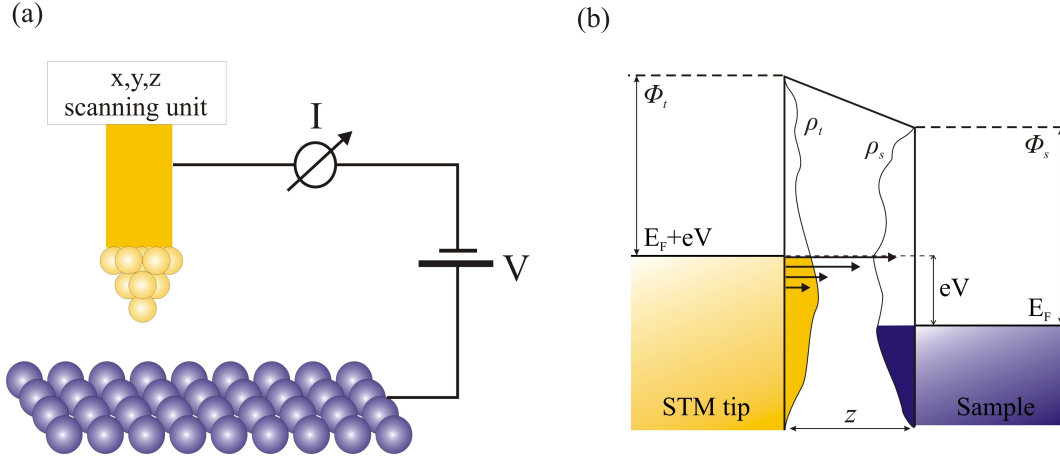 (a)
x,y,z
scanning unit
I
V
(b)
Φt
ρt
ρs
Φs
EF+eV
eV
EF
STM tip
z
Sample